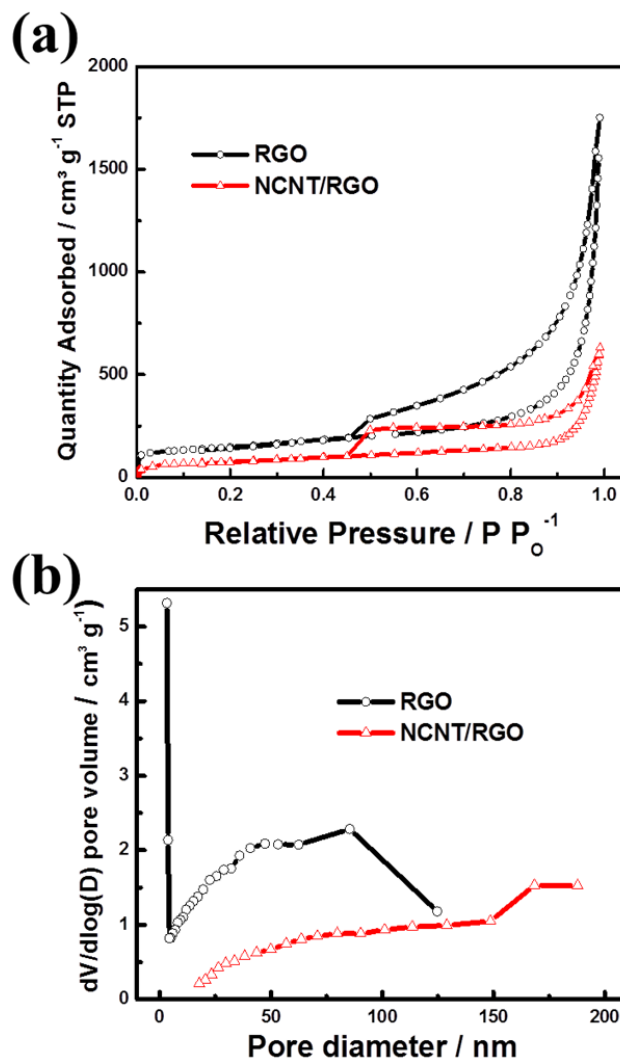 (a)
Quantity Adsorbed / cm³ g⁻¹ STP
2000
1500
1000
500
0
RGO
NCNT/RGO
0.0 0.2 0.4 0.6 0.8 1.0
Relative Pressure / P P₀⁻¹
(b)
dV/dlog(D) pore volume / cm³ g⁻¹
5
4
3
2
1
0
RGO
NCNT/RGO
0 50 100 150 200
Pore diameter / nm